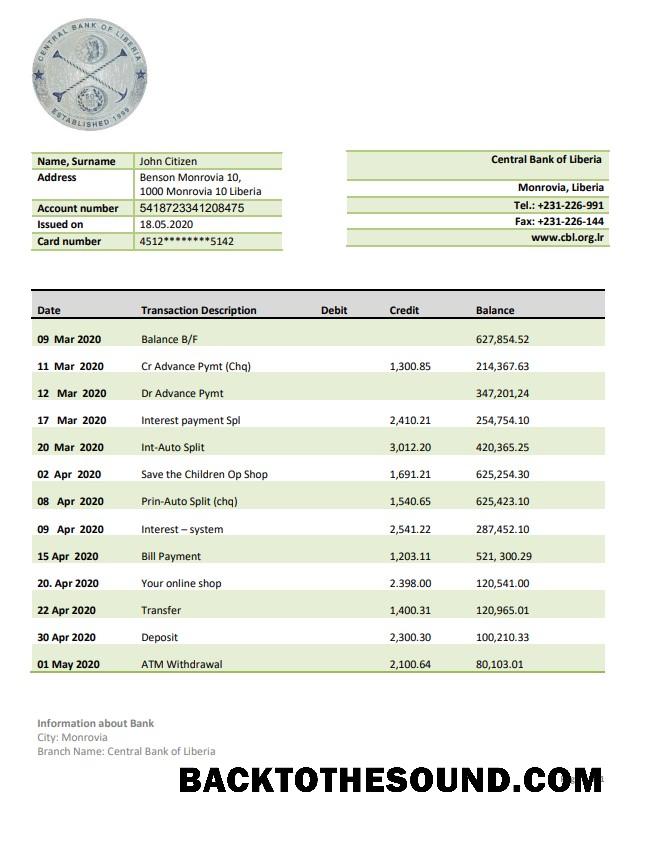 CENTRAL BANK OF LIBERIA
ESTABLISHED 1999
Name, Surname John Citizen
Address Benson Monrovia 10,
1000 Monrovia 10 Liberia
Account number 5418723341208475
Issued on 18.05.2020
Card number 4512********5142
Central Bank of Liberia
Monrovia, Liberia
Tel.: +231-226-991
Fax: +231-226-144
www.cbl.org.lr
Date Transaction Description Debit Credit Balance
09 Mar 2020 Balance B/F 627,854.52
11 Mar 2020 Cr Advance Pymt (Chq) 1,300.85 214,367.63
12 Mar 2020 Dr Advance Pymt 347,201,24
17 Mar 2020 Interest payment Spl 2,410.21 254,754.10
20 Mar 2020 Int-Auto Split 3,012.20 420,365.25
02 Apr 2020 Save the Children Op Shop 1,691.21 625,254.30
08 Apr 2020 Prin-Auto Split (chq) 1,540.65 625,423.10
09 Apr 2020 Interest – system 2,541.22 287,452.10
15 Apr 2020 Bill Payment 1,203.11 521, 300.29
20. Apr 2020 Your online shop 2.398.00 120,541.00
22 Apr 2020 Transfer 1,400.31 120,965.01
30 Apr 2020 Deposit 2,300.30 100,210.33
01 May 2020 ATM Withdrawal 2,100.64 80,103.01
Information about Bank
City: Monrovia
Branch Name: Central Bank of Liberia
BACKTOTHESOUND.COM